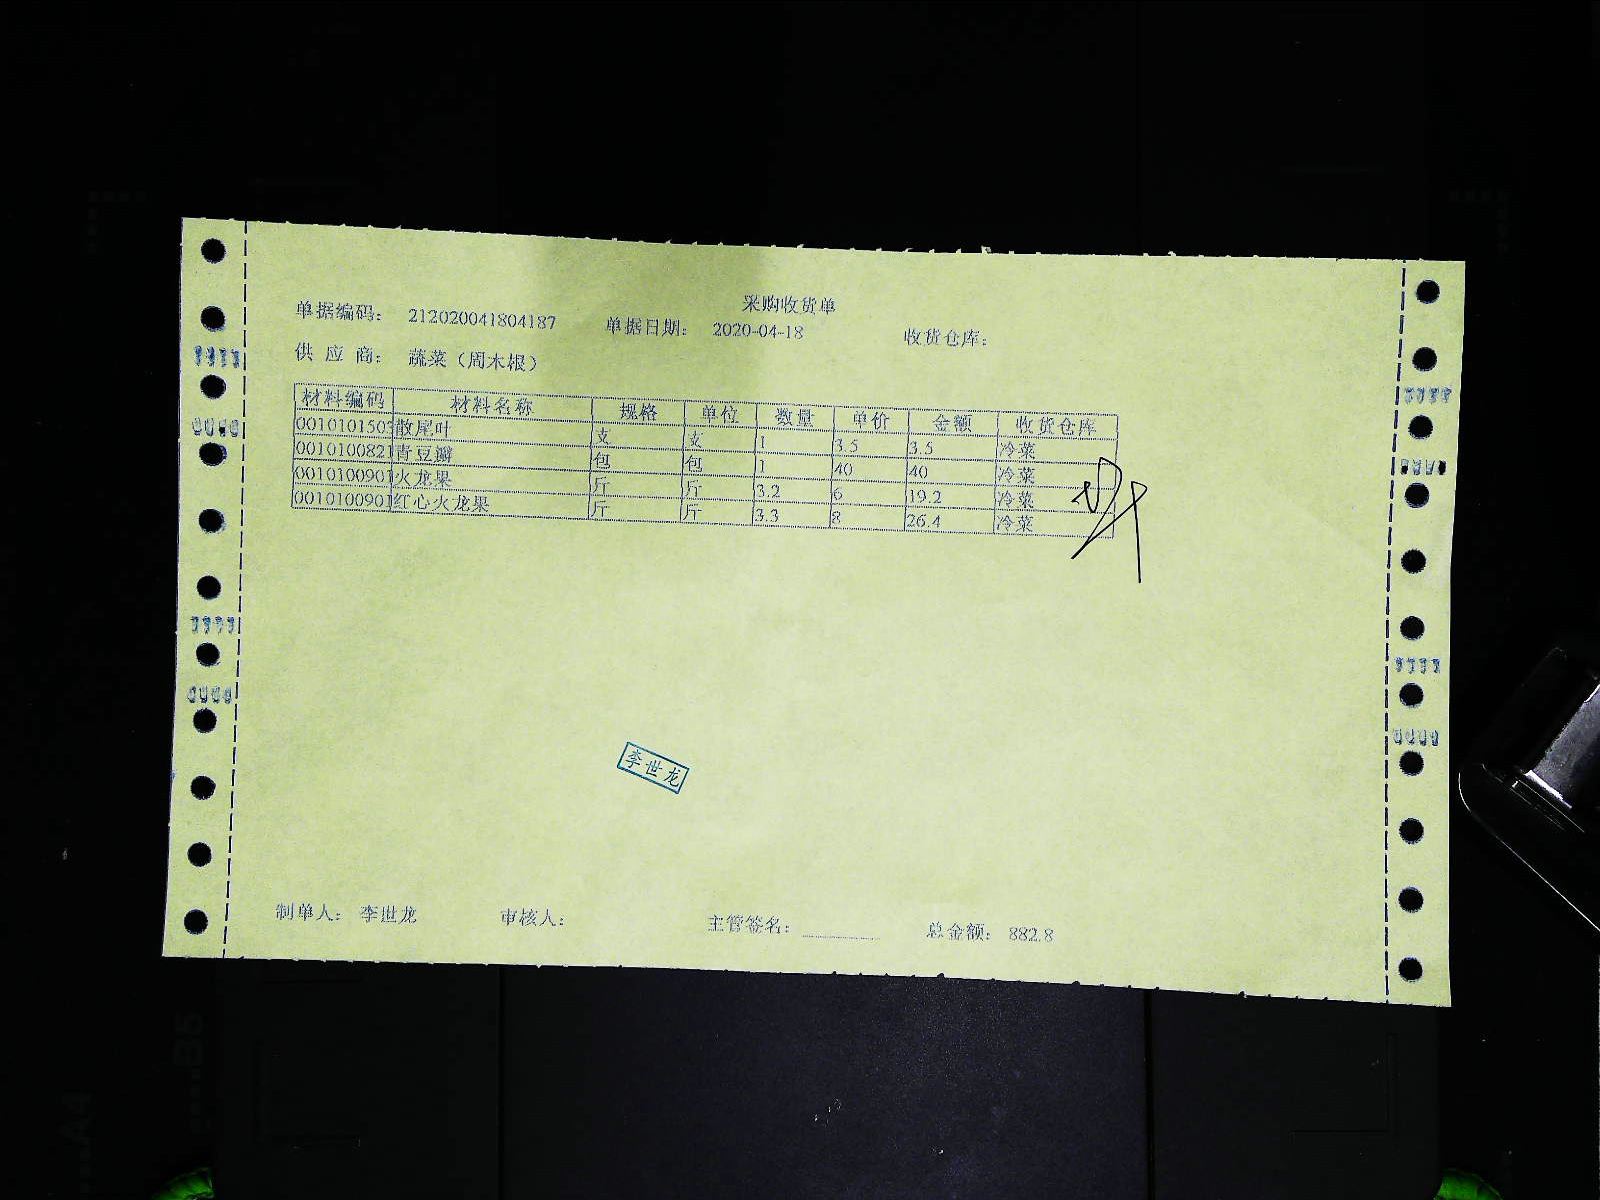 采购收货单
单据编码： 212020041804187 单据日期： 2020-04-18 收货仓库：
供 应 商： 蔬菜（周木根）
材料编码 材料名称 规格 单位 数量 单价 金额 收货仓库
0010101503 散尾叶 支 支 1 3.5 3.5 冷菜
0010100821 青豆瓣 包 包 1 40 40 冷菜
0010100901 火龙果 斤 斤 3.2 6 19.2 冷菜
0010100901 红心火龙果 斤 斤 3.3 8 26.4 冷菜
李世龙
制单人： 李世龙 审核人： 主管签名： 总金额： 882.8